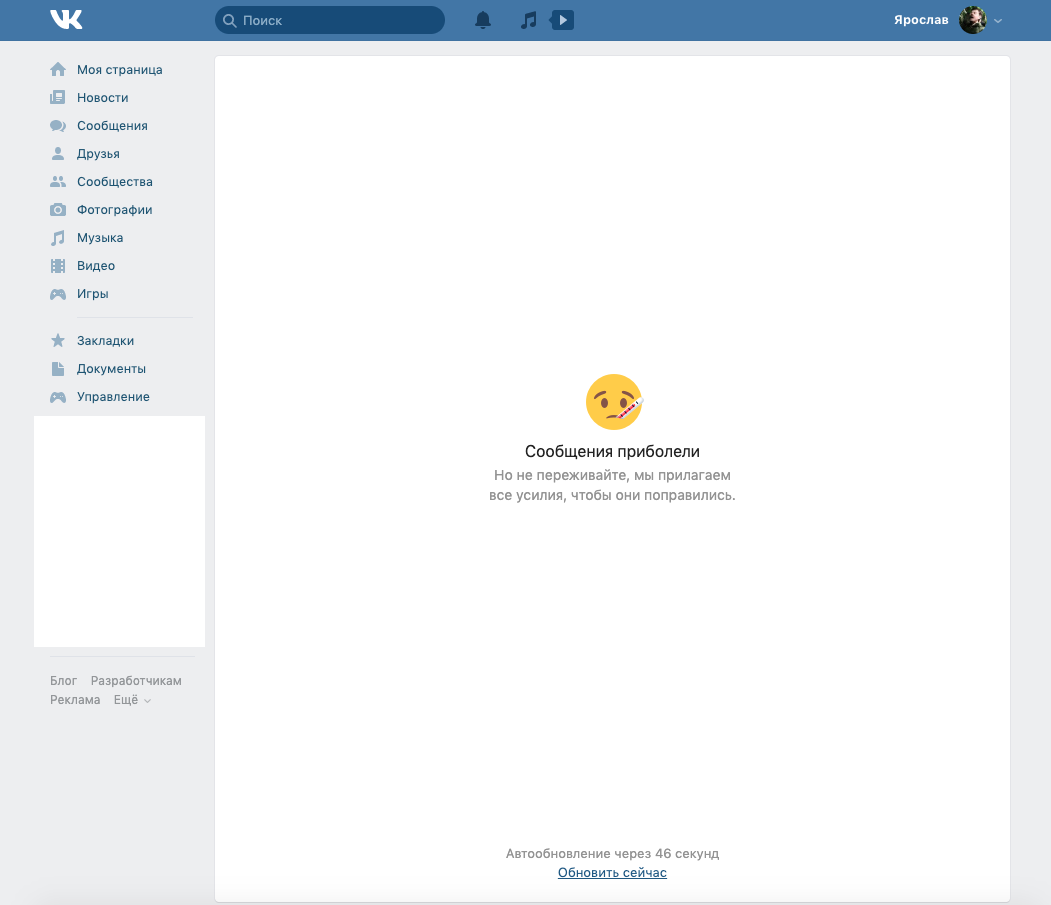 Поиск
Ярослав
Моя страница
Новости
Сообщения
Друзья
Сообщества
Фотографии
Музыка
Видео
Игры
Закладки
Документы
Управление
Блог Разработчикам
Реклама Ещё
Сообщения приболели
Но не переживайте, мы прилагаем
все усилия, чтобы они поправились.
Автообновление через 46 секунд
Обновить сейчас